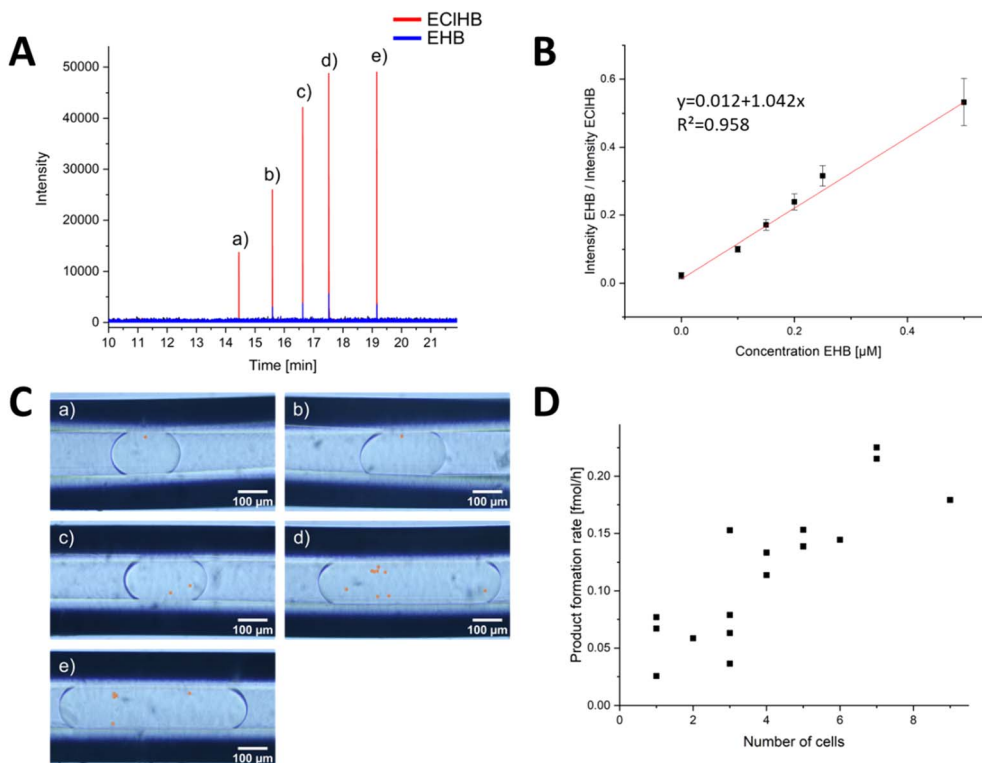 A
ECIHB
EHB
a)
b)
c)
d)
e)
50000
40000
30000
20000
10000
0
Intensity
10 11 12 13 14 15 16 17 18 19 20 21
Time [min]
B
y=0.012+1.042x
R²=0.958
0.6
0.4
0.2
0.0
Intensity EHB / Intensity ECIHB
0.0 0.2 0.4
Concentration EHB [µM]
C
a)
100 µm
b)
100 µm
c)
100 µm
d)
100 µm
e)
100 µm
D
0.20
0.15
0.10
0.05
0.00
Product formation rate [fmol/h]
0 2 4 6 8
Number of cells